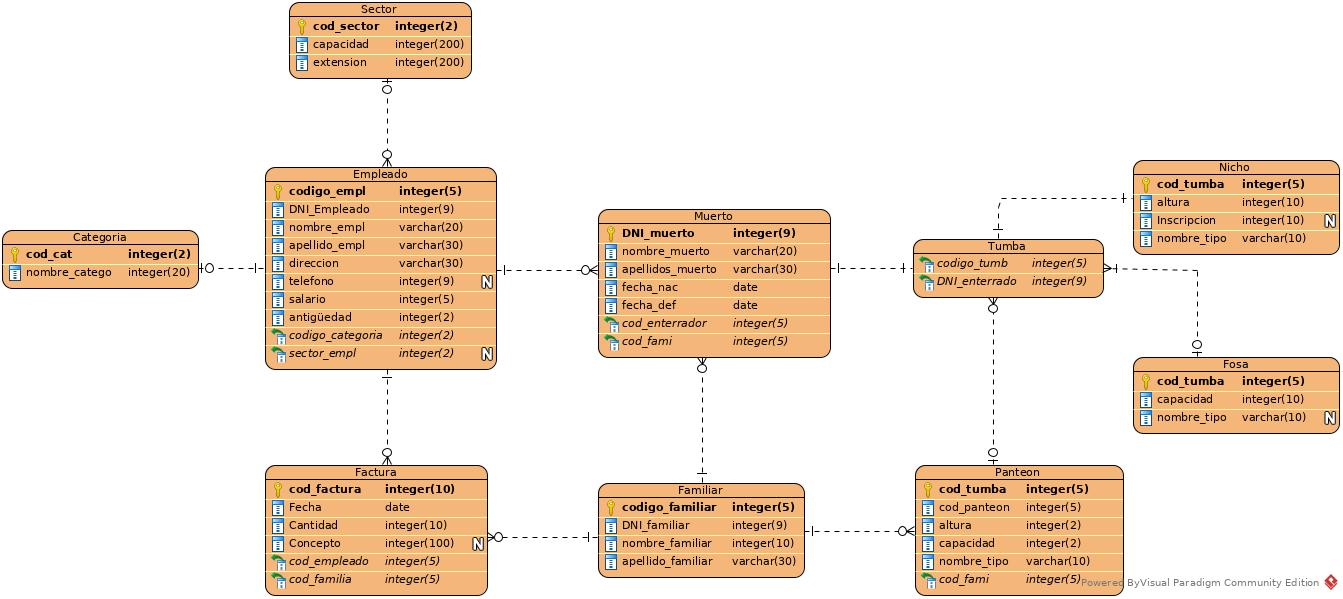 Sector
cod_sector integer(2)
capacidad integer(200)
extension integer(200)
Categoria
cod_cat integer(2)
nombre_catego integer(20)
Empleado
codigo_empl integer(5)
DNI_Empleado integer(9)
nombre_empl varchar(20)
apellido_empl varchar(30)
direccion varchar(30)
telefono integer(9) N
salario integer(5)
antigüedad integer(2)
codigo_categoria integer(2)
sector_empl integer(2) N
Muerto
DNI_muerto integer(9)
nombre_muerto varchar(20)
apellidos_muerto varchar(30)
fecha_nac date
fecha_def date
cod_enterrador integer(5)
cod_fami integer(5)
Tumba
codigo_tumb integer(5)
DNI_enterrado integer(9)
Nicho
cod_tumba integer(5)
altura integer(10)
Inscripcion integer(10) N
nombre_tipo varchar(10)
Fosa
cod_tumba integer(5)
capacidad integer(10)
nombre_tipo varchar(10) N
Factura
cod_factura integer(10)
Fecha date
Cantidad integer(10)
Concepto integer(100) N
cod_empleado integer(5)
cod_familia integer(5)
Familiar
codigo_familiar integer(5)
DNI_familiar integer(9)
nombre_familiar integer(10)
apellido_familiar varchar(30)
Panteon
cod_tumba integer(5)
cod_panteon integer(5)
altura integer(2)
capacidad integer(2)
nombre_tipo varchar(10)
cod_fami integer(5)
Powered ByVisual Paradigm Community Edition